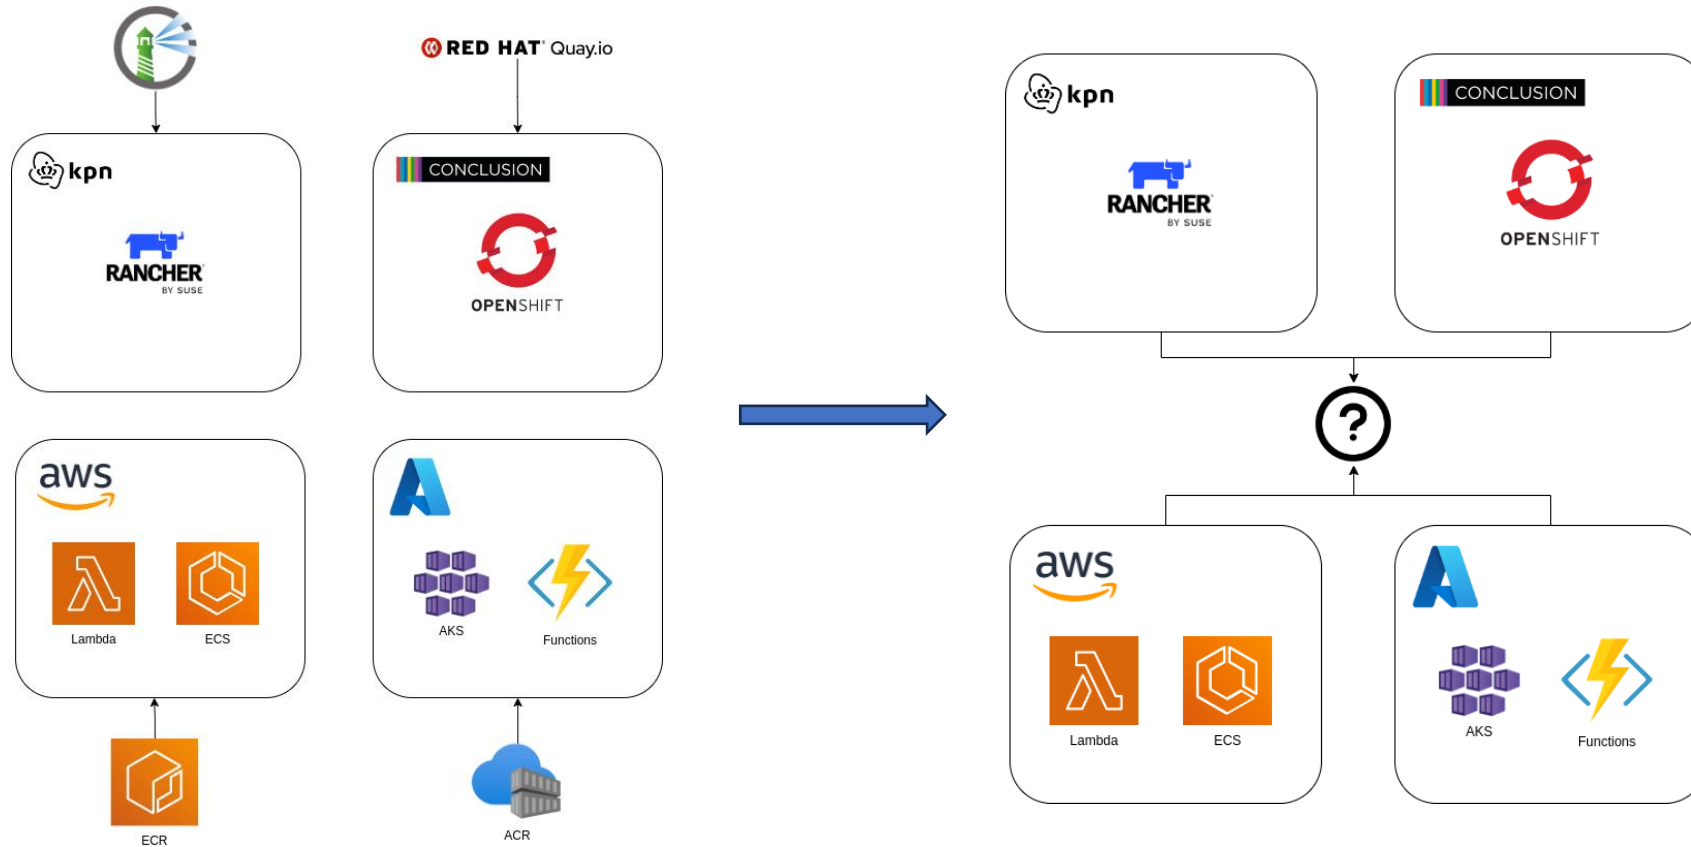 RED HAT Quay.io
kpn
RANCHER
BY SUSE
CONCLUSION
OPENSHIFT
aws
Lambda
ECS
AKS
Functions
ECR
ACR
?
kpn
RANCHER
BY SUSE
CONCLUSION
OPENSHIFT
aws
Lambda
ECS
AKS
Functions